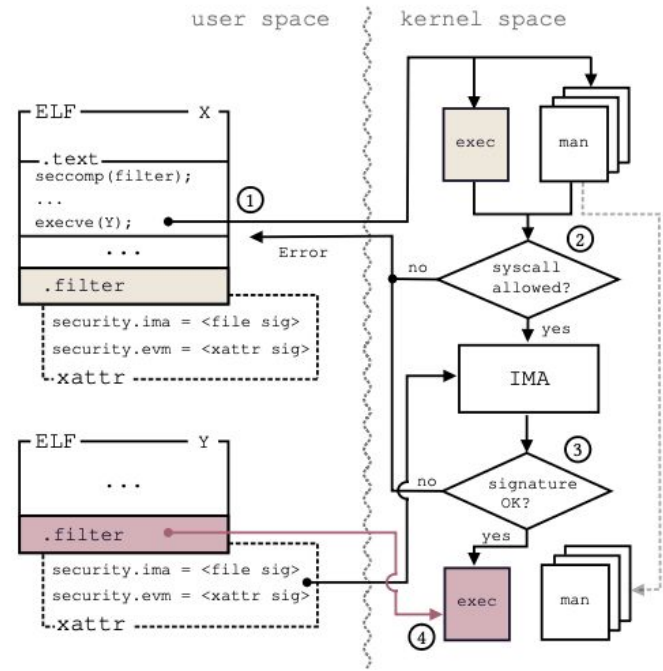 user space
kernel space
ELF X
.text
seccomp(filter);
...
execve(Y);
...
.filter
security.ima = <file sig>
security.evm = <xattr sig>
xattr
1
Error
exec
man
2
syscall
allowed?
no
yes
IMA
3
signature
OK?
no
yes
ELF Y
...
.filter
security.ima = <file sig>
security.evm = <xattr sig>
xattr
4
exec
man